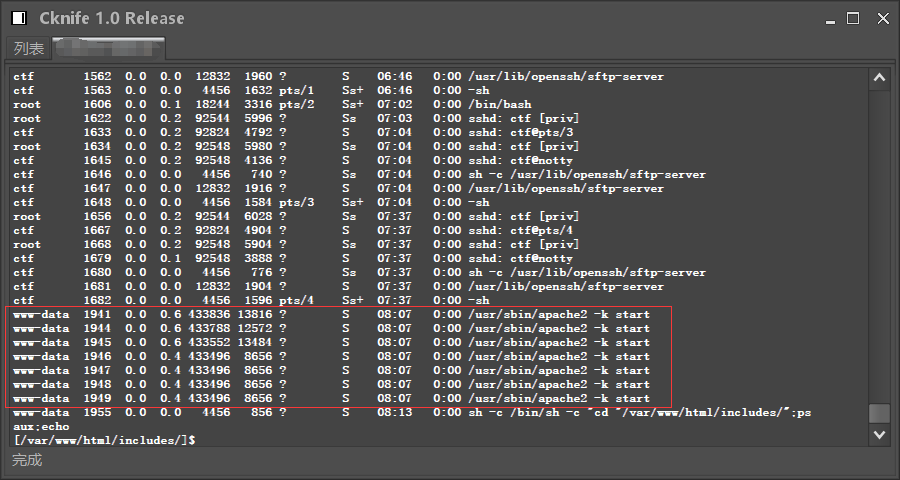 Cknife 1.0 Release
列表
ctf 1562 0.0 0.0 12832 1960 ? S 06:46 0:00 /usr/lib/openssh/sftp-server
ctf 1563 0.0 0.0 4456 1632 pts/1 Ss+ 06:46 0:00 -sh
root 1606 0.0 0.1 18244 3316 pts/2 Ss+ 07:02 0:00 /bin/bash
root 1622 0.0 0.2 92544 5996 ? Ss 07:03 0:00 sshd: ctf [priv]
ctf 1633 0.0 0.2 92824 4792 ? S 07:04 0:00 sshd: ctf@pts/3
root 1634 0.0 0.2 92548 5980 ? Ss 07:04 0:00 sshd: ctf [priv]
ctf 1645 0.0 0.2 92548 4136 ? S 07:04 0:00 sshd: ctf@notty
ctf 1646 0.0 0.0 4456 740 ? Ss 07:04 0:00 sh -c /usr/lib/openssh/sftp-server
ctf 1647 0.0 0.0 12832 1916 ? S 07:04 0:00 /usr/lib/openssh/sftp-server
ctf 1648 0.0 0.0 4456 1584 pts/3 Ss+ 07:04 0:00 -sh
root 1656 0.0 0.2 92544 6028 ? Ss 07:37 0:00 sshd: ctf [priv]
ctf 1667 0.0 0.2 92824 4904 ? S 07:37 0:00 sshd: ctf@pts/4
root 1668 0.0 0.2 92548 5904 ? Ss 07:37 0:00 sshd: ctf [priv]
ctf 1679 0.0 0.1 92548 3888 ? S 07:37 0:00 sshd: ctf@notty
ctf 1680 0.0 0.0 4456 776 ? Ss 07:37 0:00 sh -c /usr/lib/openssh/sftp-server
ctf 1681 0.0 0.0 12832 1904 ? S 07:37 0:00 /usr/lib/openssh/sftp-server
ctf 1682 0.0 0.0 4456 1596 pts/4 Ss+ 07:37 0:00 -sh
www-data 1941 0.0 0.6 433836 13816 ? S 08:07 0:00 /usr/sbin/apache2 -k start
www-data 1944 0.0 0.6 433788 12572 ? S 08:07 0:00 /usr/sbin/apache2 -k start
www-data 1945 0.0 0.6 433552 13484 ? S 08:07 0:00 /usr/sbin/apache2 -k start
www-data 1946 0.0 0.4 433496 8656 ? S 08:07 0:00 /usr/sbin/apache2 -k start
www-data 1947 0.0 0.4 433496 8656 ? S 08:07 0:00 /usr/sbin/apache2 -k start
www-data 1948 0.0 0.4 433496 8656 ? S 08:07 0:00 /usr/sbin/apache2 -k start
www-data 1949 0.0 0.4 433496 8656 ? S 08:07 0:00 /usr/sbin/apache2 -k start
www-data 1955 0.0 0.0 4456 856 ? S 08:13 0:00 sh -c /bin/sh -c "cd "/var/www/html/includes/";ps
aux;echo
[/var/www/html/includes/]$
完成